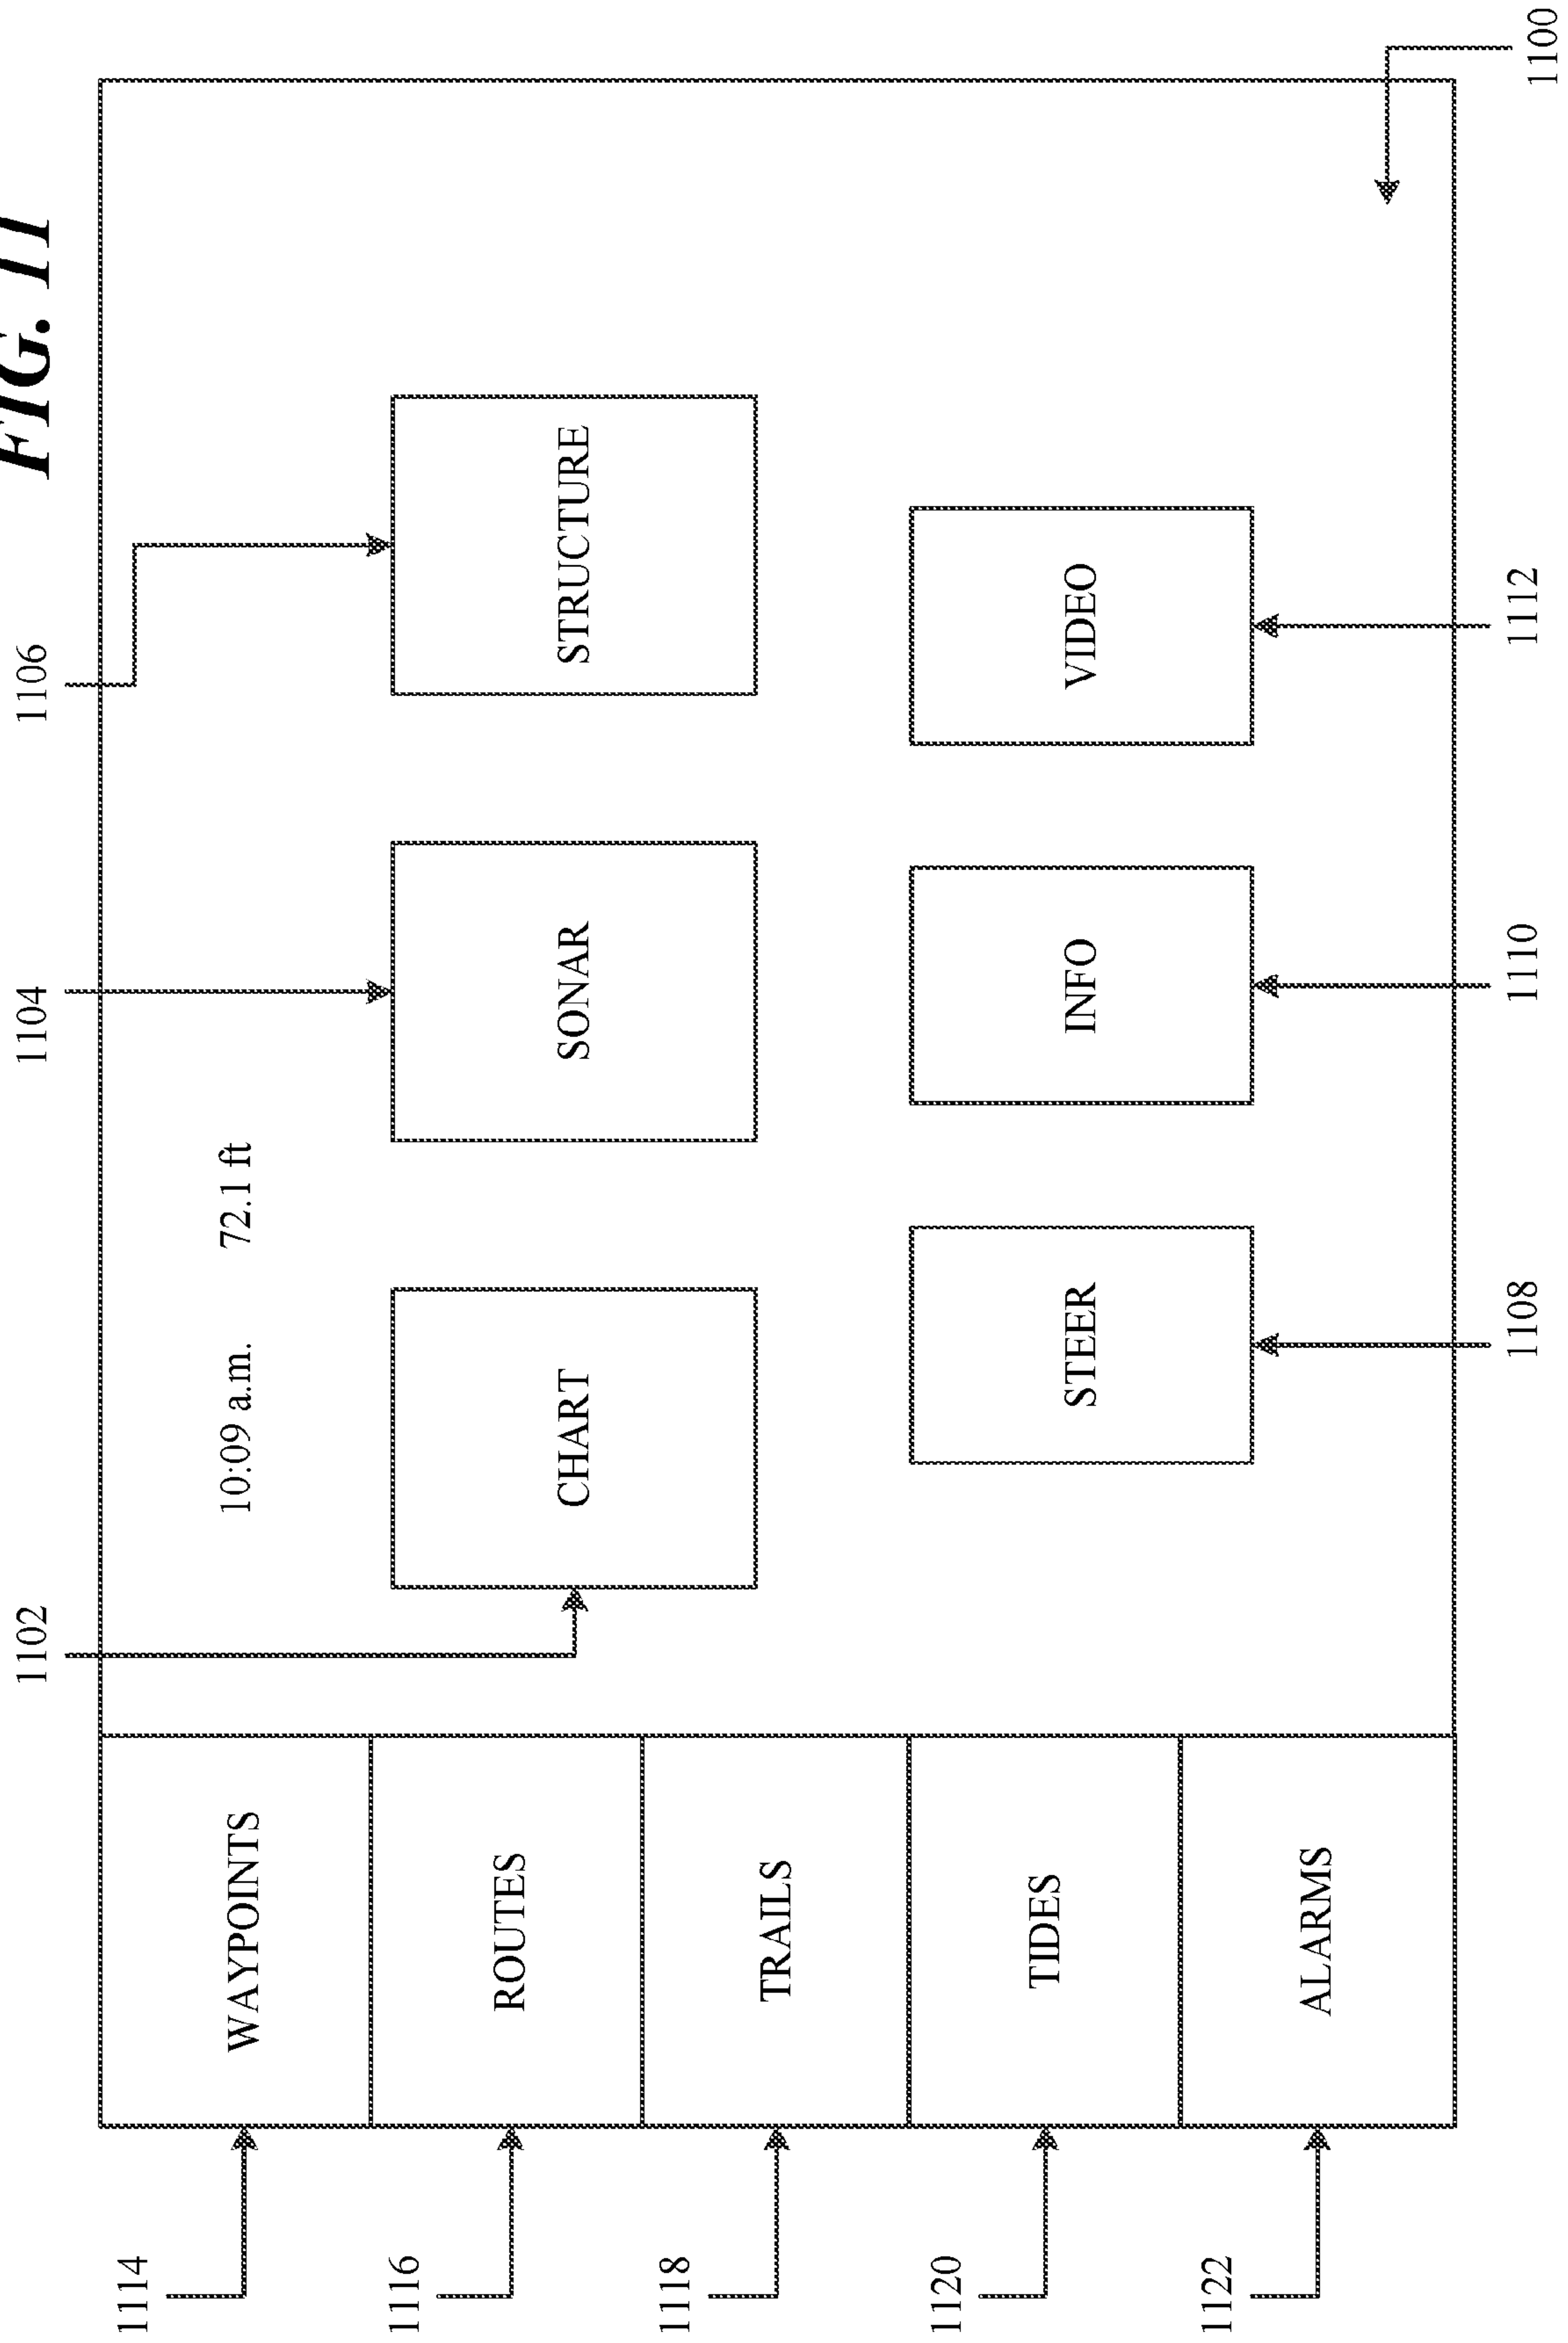 FIG. 11
1102
1104
1106
10:09 a.m. 72.1 ft
WAYPOINTS
CHART
SONAR
STRUCTURE
1114
ROUTES
1116
TRAILS
1118
TIDES
STEER
INFO
VIDEO
1120
ALARMS
1122
1108
1110
1112
1100